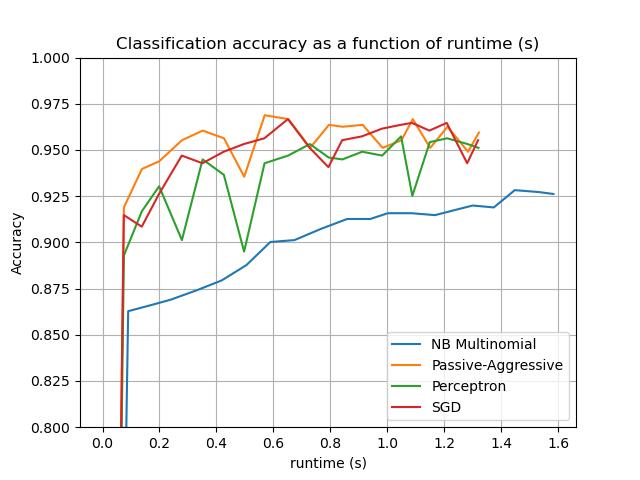 Classification accuracy as a function of runtime (s)
1.000
0.975
0.950
0.925
0.900
0.875
0.850
0.825
0.800
Accuracy
NB Multinomial
Passive-Aggressive
Perceptron
SGD
0.0 0.2 0.4 0.6 0.8 1.0 1.2 1.4 1.6
runtime (s)